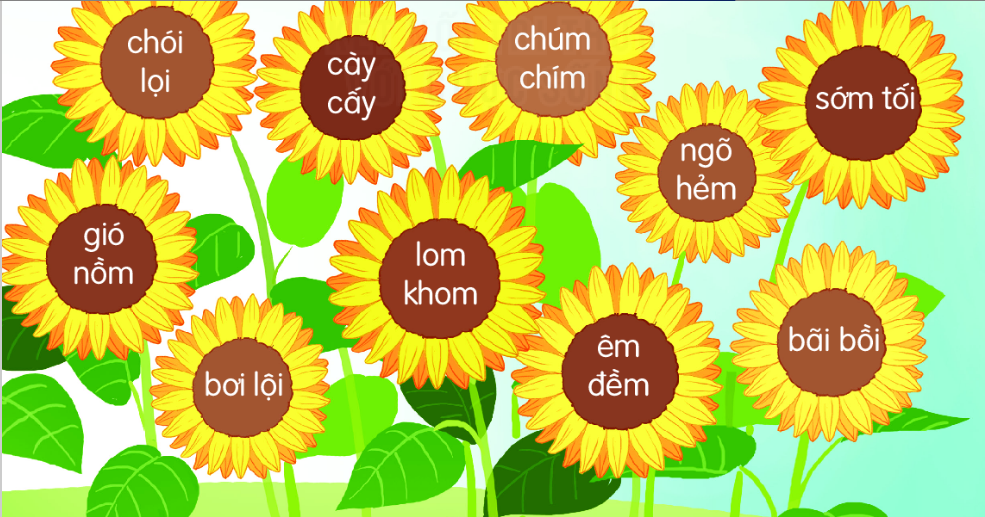 chói
lọi
cày
cấy
chúm
chím
sớm tối
ngõ
hẻm
gió
nồm
lom
khom
êm
đềm
bãi bồi
bơi lội